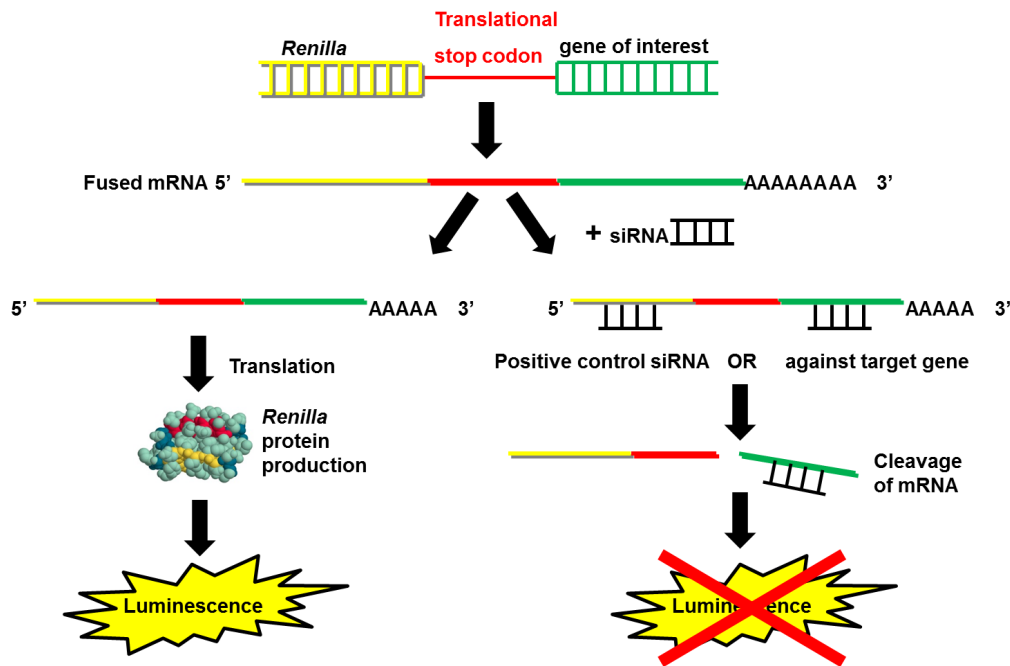 Translational
Renilla stop codon gene of interest
Fused mRNA 5’ AAAAAAAA 3’
+ siRNA
5’ AAAAA 3’ 5’ AAAAA 3’
Positive control siRNA OR against target gene
Translation
Renilla
protein
production
Cleavage
of mRNA
Luminescence
Luminescence